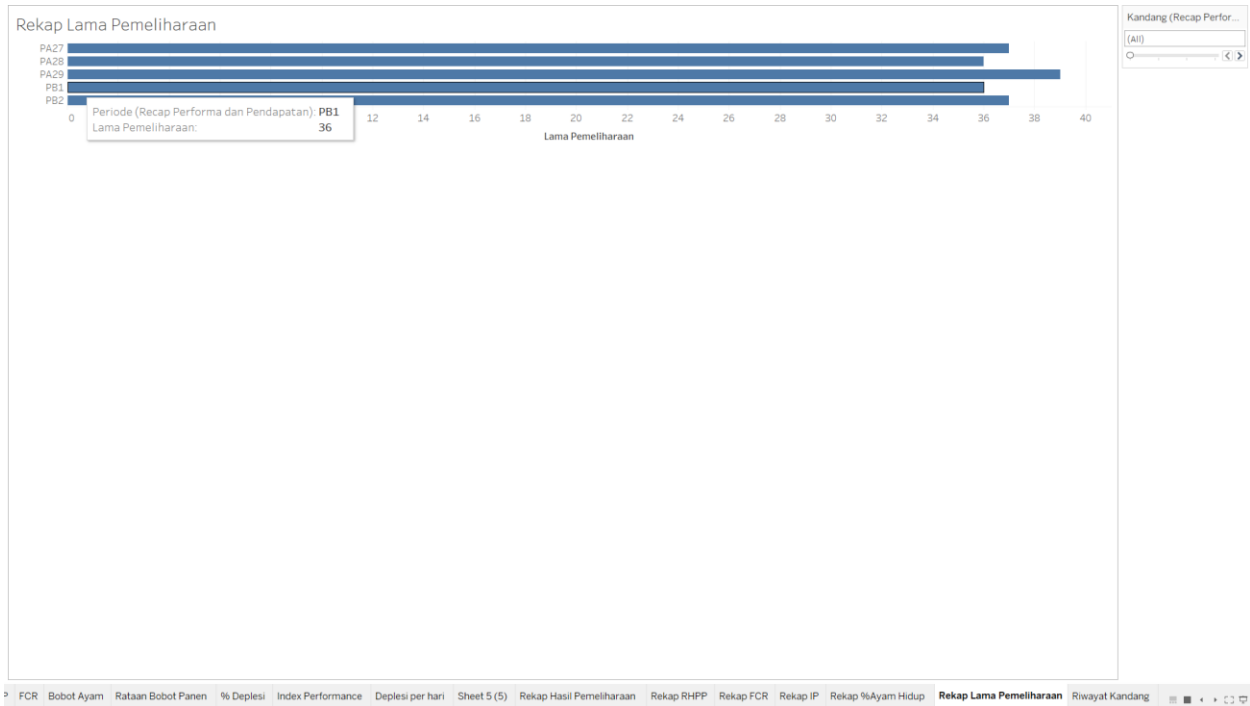 Rekap Lama Pemeliharaan
Kandang (Recap Perfor...
(All)
PA27
PA28
PA29
PB1
PB2
Periode (Recap Performa dan Pendapatan): PB1
Lama Pemeliharaan: 36
0 12 14 16 18 20 22 24 26 28 30 32 34 36 38 40
Lama Pemeliharaan
P FCR Bobot Ayam Rataan Bobot Panen % Deplesi Index Performance Deplesi per hari Sheet 5 (5) Rekap Hasil Pemeliharaan Rekap RHPP Rekap FCR Rekap IP Rekap %Ayam Hidup Rekap Lama Pemeliharaan Riwayat Kandang